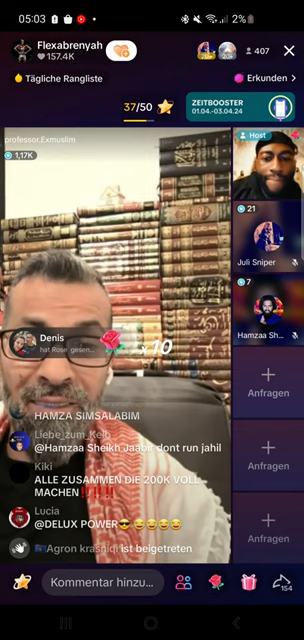 05:03
2%
Flexabrenyah
157.4K
407
Tägliche Rangliste
Erkunden >
37/50
ZEITBOOSTER
01.04.-03.04.24
professor.Exmuslim
1,17K
Host
21
Juli Sniper
7
Hamzaa Sh...
Denis
hat Rose gesen...
x 10
+
Anfragen
+
Anfragen
+
Anfragen
HAMZA SIMSALABIM
Liebe_zum_Kelb
@Hamzaa Sheikh Jaabir dont run jahil
Kiki
ALLE ZUSAMMEN DIE 200K VOLL
MACHEN‼️‼️‼️
Lucia
@DELUX POWER😎😂😂😂😂
Agron krasniqi ist beigetreten
Kommentar hinzu...
154